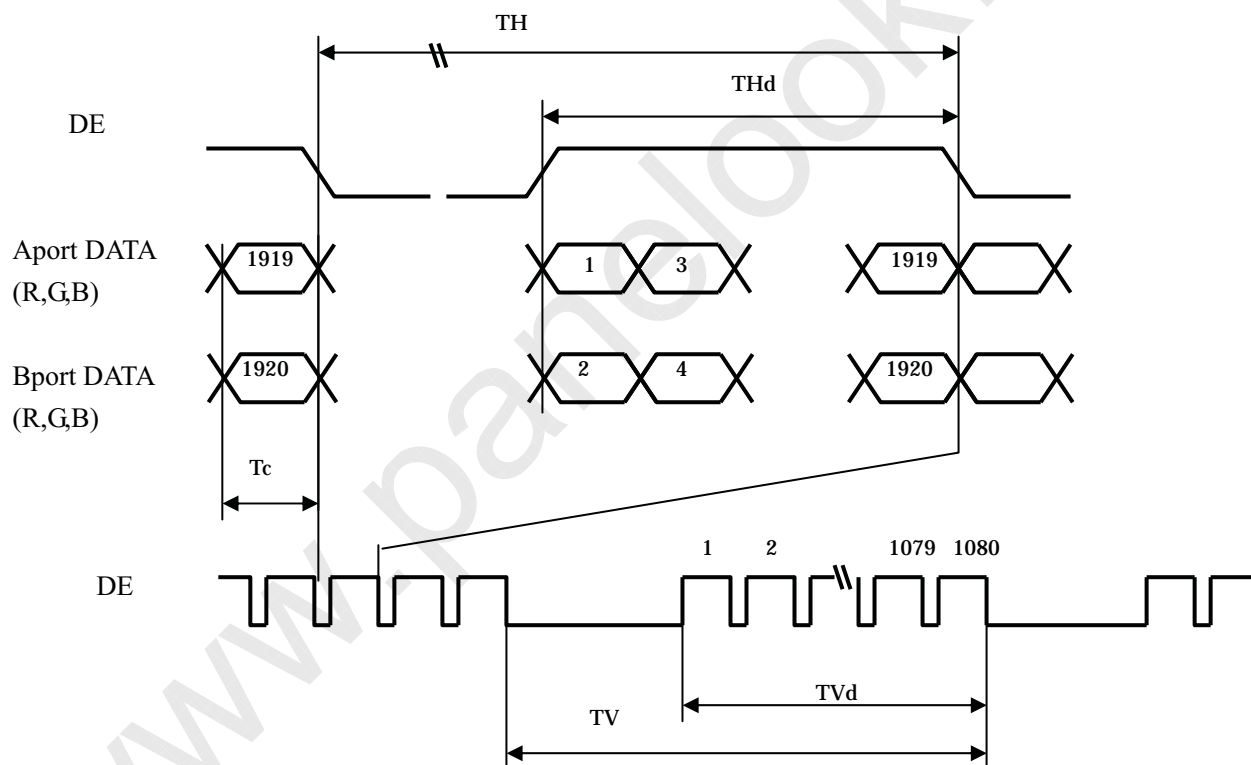 TH
THd
DE
Aport DATA
(R,G,B)
1919
1
3
1919
Bport DATA
(R,G,B)
1920
2
4
1920
Tc
1 2 1079 1080
DE
TVd
TV
www.panelook.